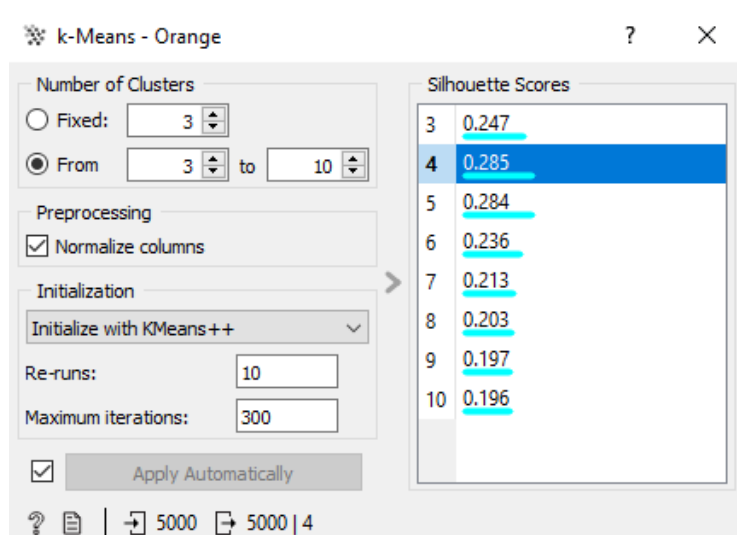 k-Means - Orange ? ×
Number of Clusters
Fixed: 3
From 3 to 10
Preprocessing
Normalize columns
Initialization
Initialize with KMeans++
Re-runs: 10
Maximum iterations: 300
Apply Automatically
? 5000 5000 | 4
Silhouette Scores
3 0.247
4 0.285
5 0.284
6 0.236
7 0.213
8 0.203
9 0.197
10 0.196